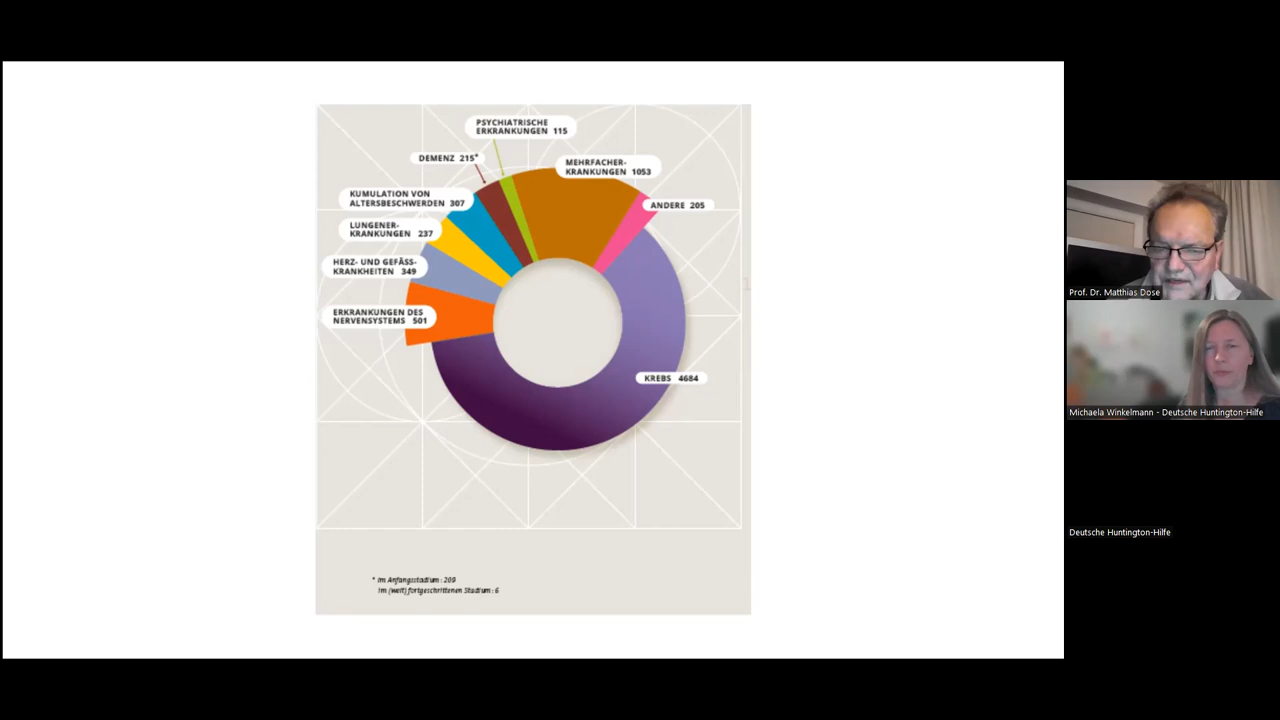 PSYCHIATRISCHE
ERKRANKUNGEN 115
DEMENZ 215*
MEHRFACHER-
KRANKUNGEN 1053
KUMULATION VON
ALTERSBESCHWERDEN 307
ANDERE 205
LUNGENER-
KRANKUNGEN 237
HERZ- UND GEFÄSS-
KRANKHEITEN 349
ERKRANKUNGEN DES
NERVENSYSTEMS 501
KREBS 4684
* im Anfangsstadium : 209
im (weit) fortgeschrittenen Stadium : 6
Prof. Dr. Matthias Dose
Michaela Winkelmann - Deutsche Huntington-Hilfe
Deutsche Huntington-Hilfe